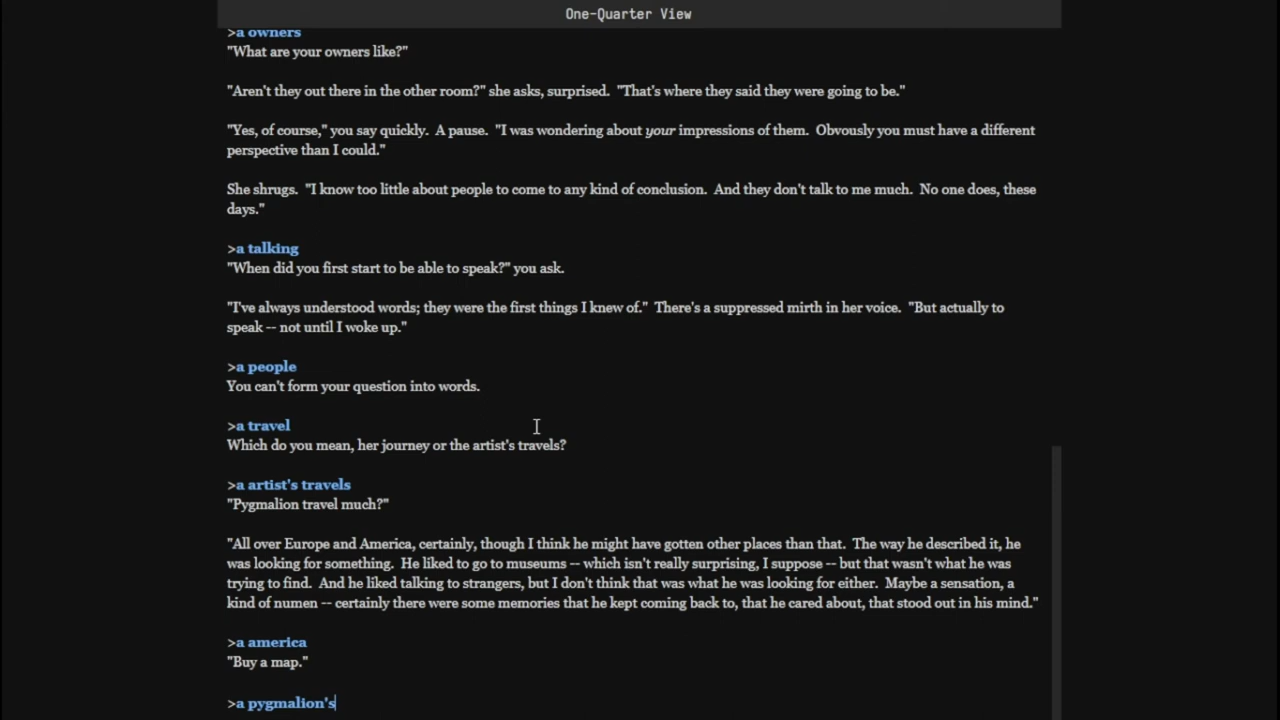 One-Quarter View
>a owners
"What are your owners like?"
"Aren't they out there in the other room?" she asks, surprised.  "That's where they said they were going to be."
"Yes, of course," you say quickly.  A pause.  "I was wondering about your impressions of them.  Obviously you must have a different
perspective than I could."
She shrugs.  "I know too little about people to come to any kind of conclusion.  And they don't talk to me much.  No one does, these
days."
>a talking
"When did you first start to be able to speak?" you ask.
"I've always understood words; they were the first things I knew of."  There's a suppressed mirth in her voice.  "But actually to
speak -- not until I woke up."
>a people
You can't form your question into words.
>a travel
Which do you mean, her journey or the artist's travels?
>a artist's travels
"Pygmalion travel much?"
"All over Europe and America, certainly, though I think he might have gotten other places than that.  The way he described it, he
was looking for something.  He liked to go to museums -- which isn't really surprising, I suppose -- but that wasn't what he was
trying to find.  And he liked talking to strangers, but I don't think that was what he was looking for either.  Maybe a sensation, a
kind of numen -- certainly there were some memories that he kept coming back to, that he cared about, that stood out in his mind."
>a america
"Buy a map."
>a pygmalion's